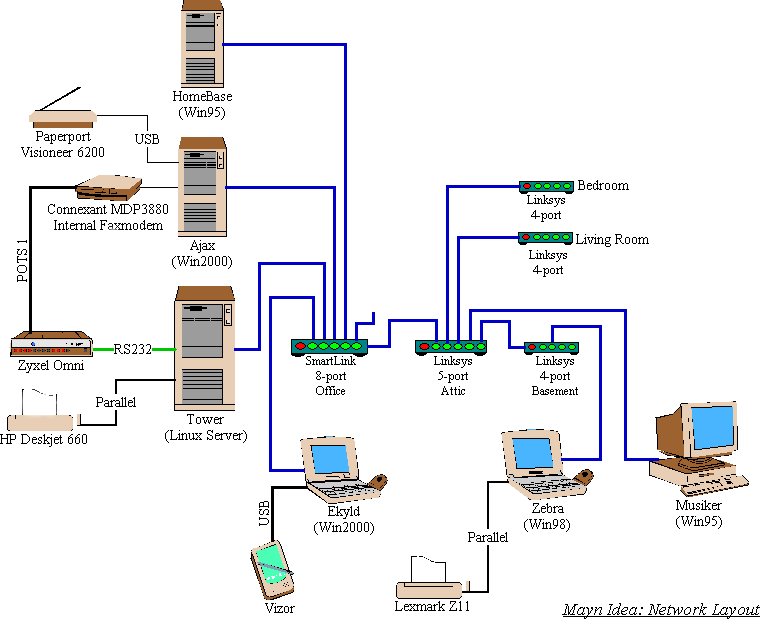 HomeBase
(Win95)
Paperport
Visioneer 6200
USB
Connexant MDP3880
Internal Faxmodem
Ajax
(Win2000)
POTS 1
Zyxel Omni
RS232
Parallel
HP Deskjet 660
Tower
(Linux Server)
SmartLink
8-port
Office
Linksys
5-port
Attic
Bedroom
Linksys
4-port
Living Room
Linksys
4-port
Linksys
4-port
Basement
Ekyld
(Win2000)
USB
Vizor
Zebra
(Win98)
Parallel
Lexmark Z11
Musiker
(Win95)
Mayn Idea: Network Layout